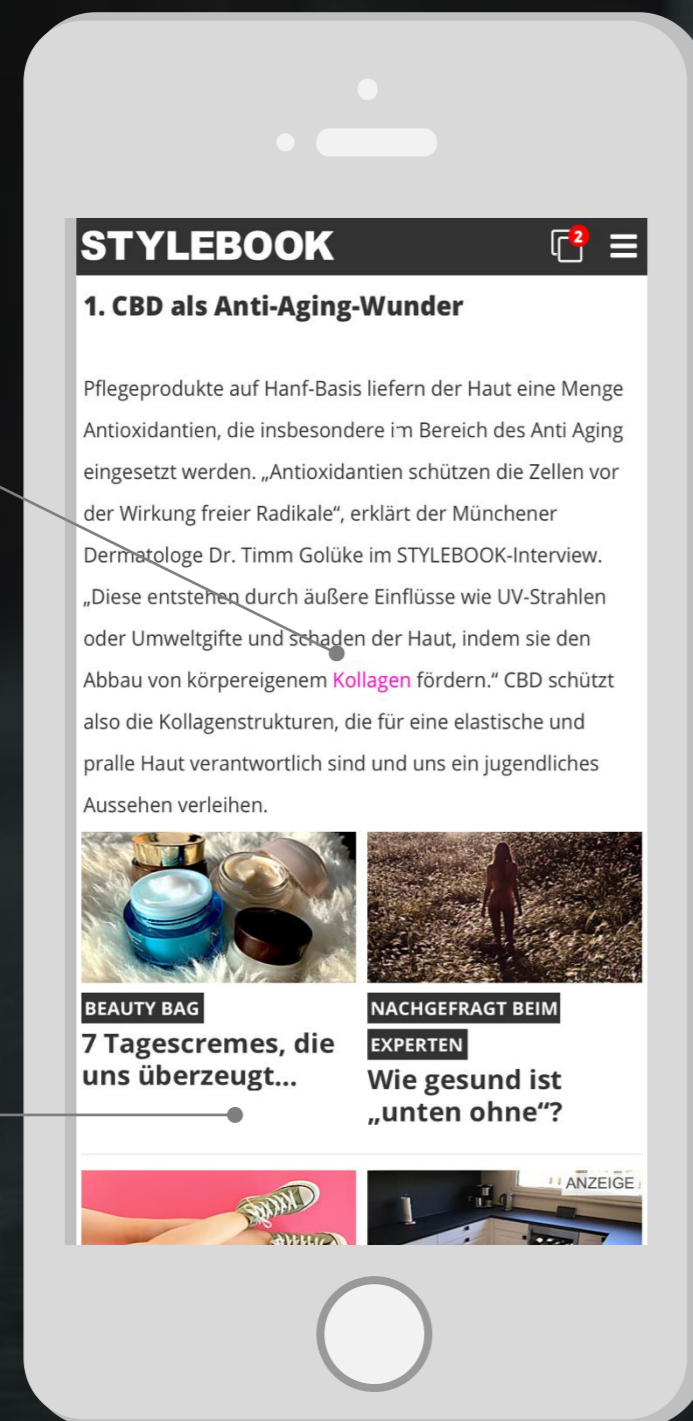 STYLEBOOK
2
1. CBD als Anti-Aging-Wunder
Pflegeprodukte auf Hanf-Basis liefern der Haut eine Menge
Antioxidantien, die insbesondere im Bereich des Anti Aging
eingesetzt werden. „Antioxidantien schützen die Zellen vor
der Wirkung freier Radikale“, erklärt der Münchener
Dermatologe Dr. Timm Golüke im STYLEBOOK-Interview.
„Diese entstehen durch äußere Einflüsse wie UV-Strahlen
oder Umweltgifte und schaden der Haut, indem sie den
Abbau von körpereigenem Kollagen fördern.“ CBD schützt
also die Kollagenstrukturen, die für eine elastische und
pralle Haut verantwortlich sind und uns ein jugendliches
Aussehen verleihen.
BEAUTY BAG
7 Tagescremes, die
uns überzeugt...
NACHGEFRAGT BEIM
EXPERTEN
Wie gesund ist
„unten ohne“?
ANZEIGE